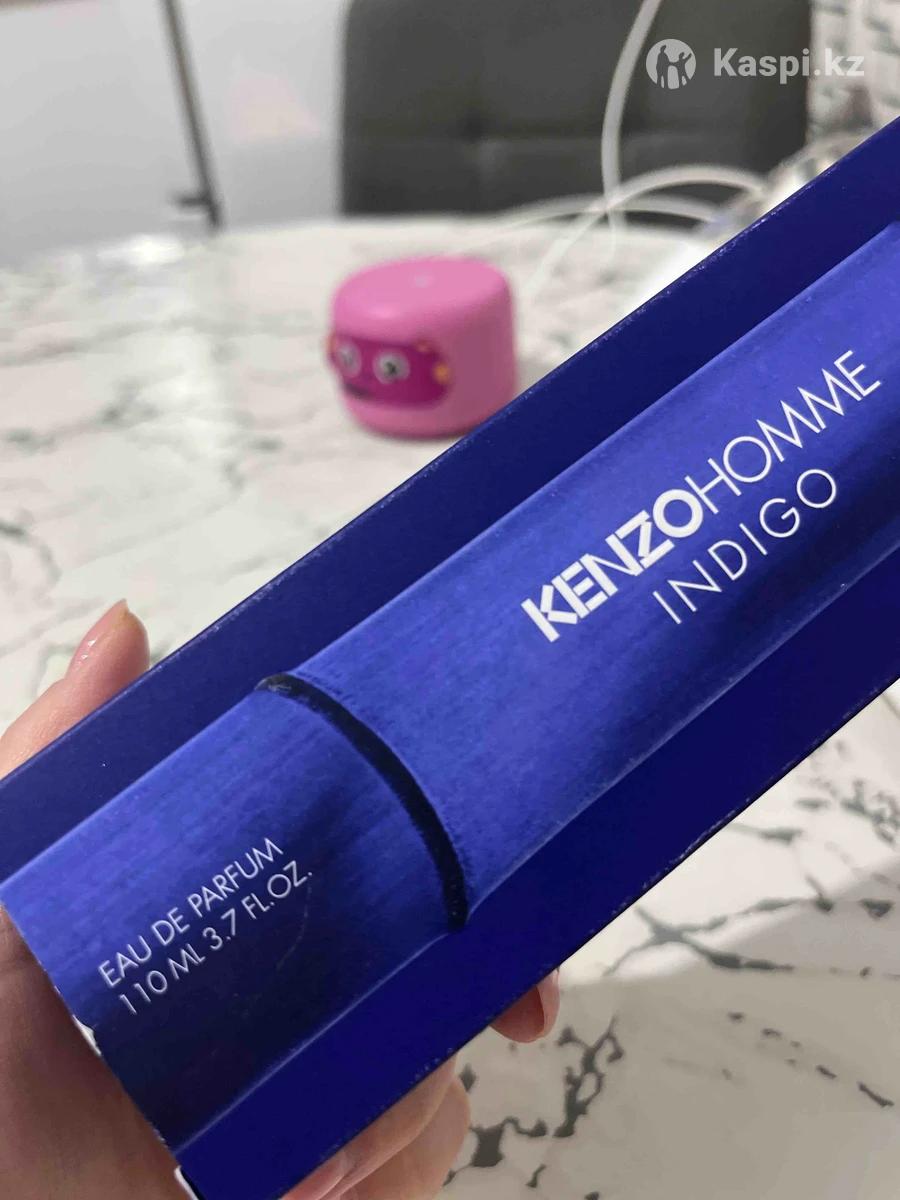 Kaspi.kz
KENZOHOMME
INDIGO
EAU DE PARFUM
110 ML 3.7 FL.OZ.